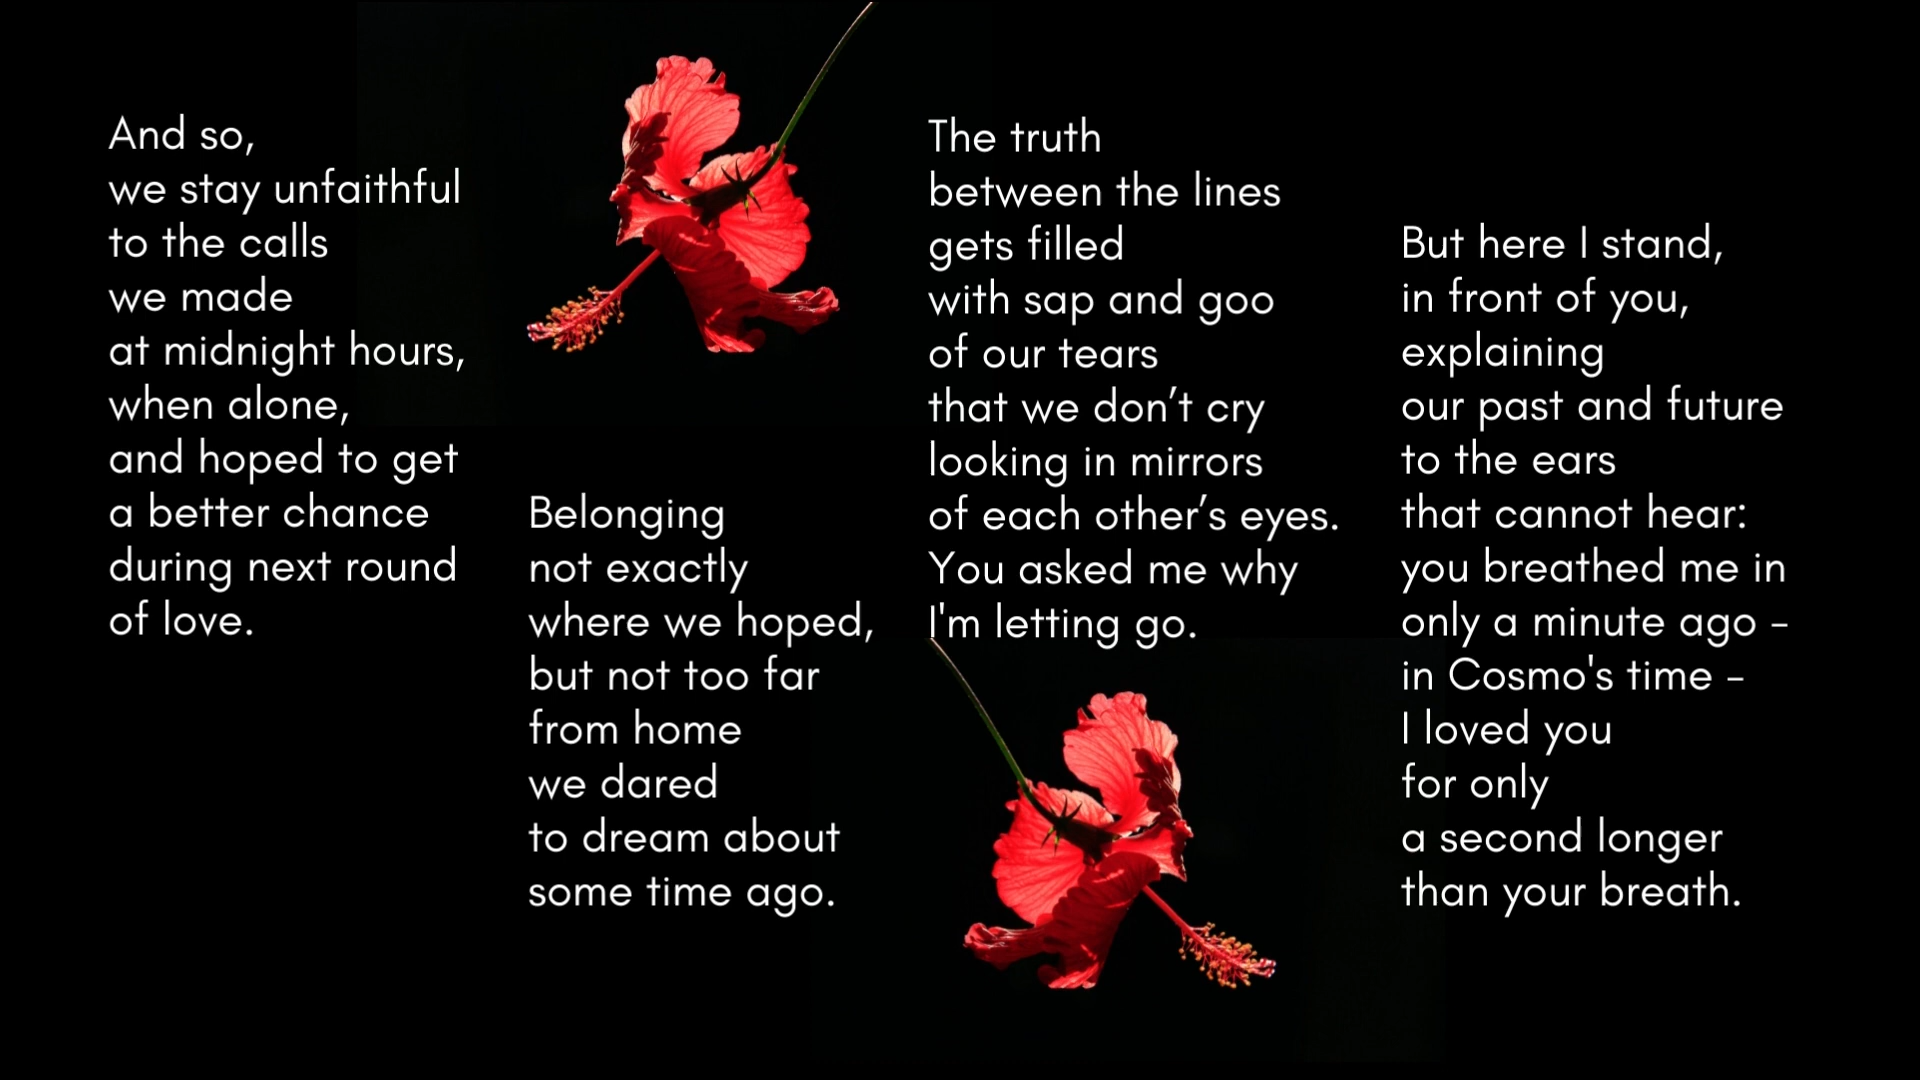 And so,
we stay unfaithful
to the calls
we made
at midnight hours,
when alone,
and hoped to get
a better chance
during next round
of love.
Belonging
not exactly
where we hoped,
but not too far
from home
we dared
to dream about
some time ago.
The truth
between the lines
gets filled
with sap and goo
of our tears
that we don’t cry
looking in mirrors
of each other’s eyes.
You asked me why
I'm letting go.
But here I stand,
in front of you,
explaining
our past and future
to the ears
that cannot hear:
you breathed me in
only a minute ago –
in Cosmo's time –
I loved you
for only
a second longer
than your breath.